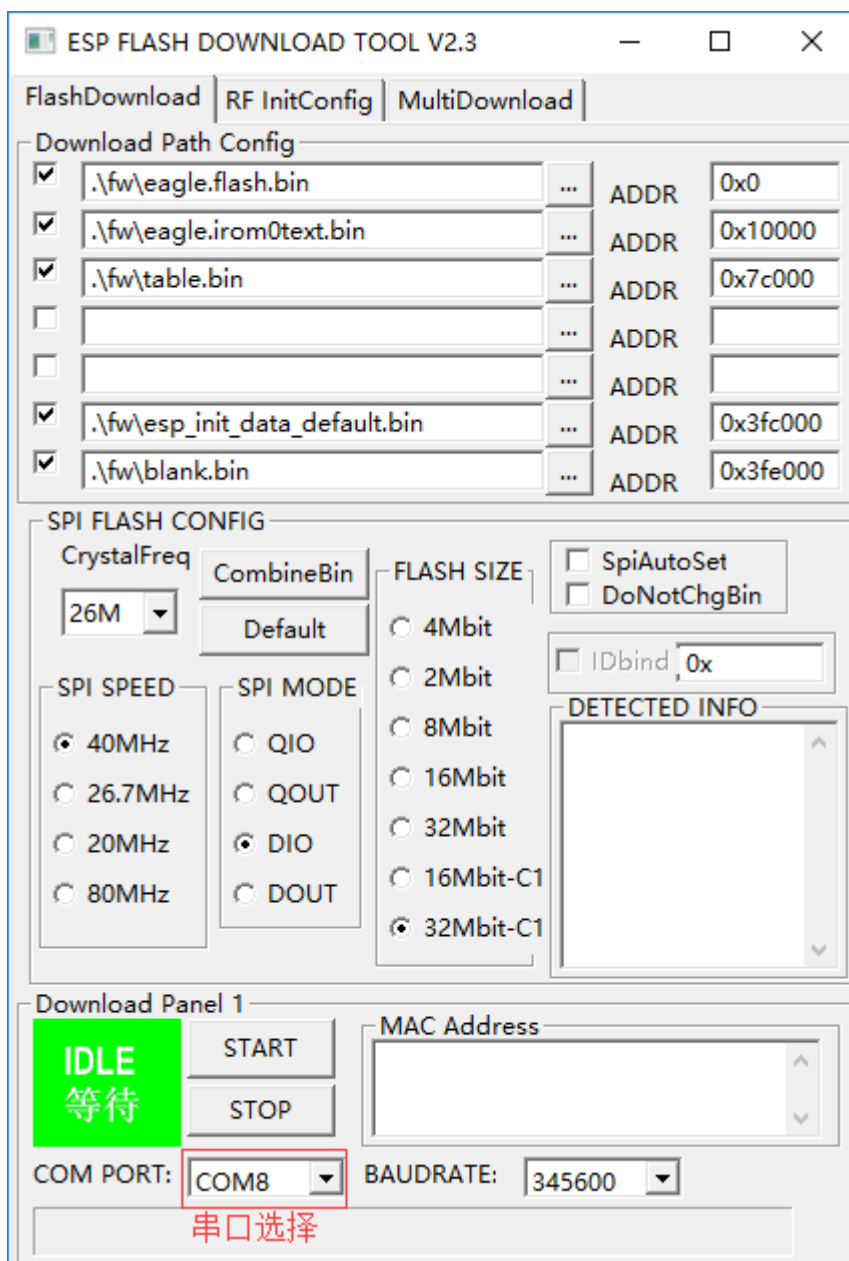 ESP FLASH DOWNLOAD TOOL V2.3
FlashDownload RF InitConfig MultiDownload
Download Path Config
.\fw\eagle.flash.bin ... ADDR 0x0
.\fw\eagle.irom0text.bin ... ADDR 0x10000
.\fw\table.bin ... ADDR 0x7c000
... ADDR
... ADDR
.\fw\esp_init_data_default.bin ... ADDR 0x3fc000
.\fw\blank.bin ... ADDR 0x3fe000
SPI FLASH CONFIG
CrystalFreq
26M
CombineBin
Default
SPI SPEED
40MHz
26.7MHz
20MHz
80MHz
SPI MODE
QIO
QOUT
DIO
DOUT
FLASH SIZE
4Mbit
2Mbit
8Mbit
16Mbit
32Mbit
16Mbit-C1
32Mbit-C1
SpiAutoSet
DoNotChgBin
IDbind 0x
DETECTED INFO
Download Panel 1
IDLE
等待
START
STOP
MAC Address
COM PORT: COM8 BAUDRATE: 345600
串口选择